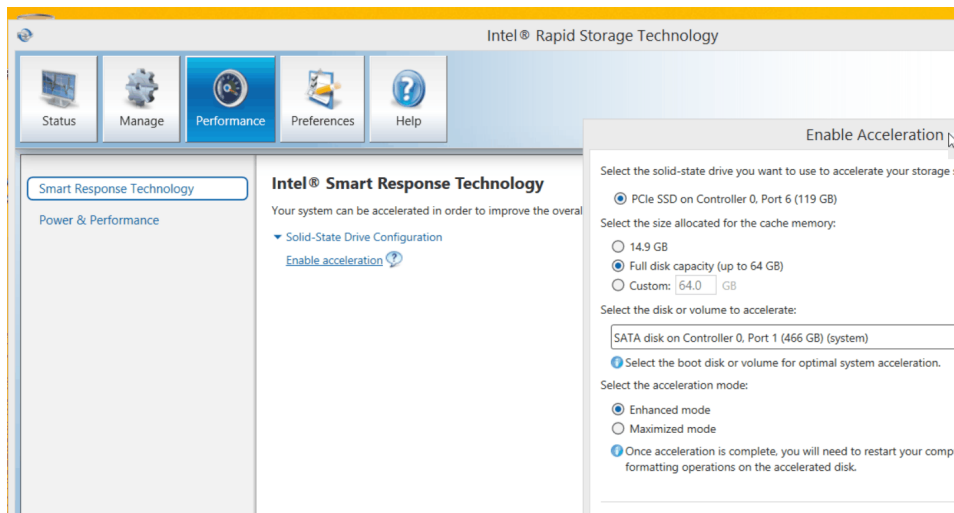 Intel® Rapid Storage Technology
Status
Manage
Performance
Preferences
Help
Smart Response Technology
Power & Performance
Intel® Smart Response Technology
Your system can be accelerated in order to improve the overal
Solid-State Drive Configuration
Enable acceleration
Enable Acceleration
Select the solid-state drive you want to use to accelerate your storage
PCIe SSD on Controller 0, Port 6 (119 GB)
Select the size allocated for the cache memory:
14.9 GB
Full disk capacity (up to 64 GB)
Custom: 64.0 GB
Select the disk or volume to accelerate:
SATA disk on Controller 0, Port 1 (466 GB) (system)
Select the boot disk or volume for optimal system acceleration.
Select the acceleration mode:
Enhanced mode
Maximized mode
Once acceleration is complete, you will need to restart your comp
formatting operations on the accelerated disk.